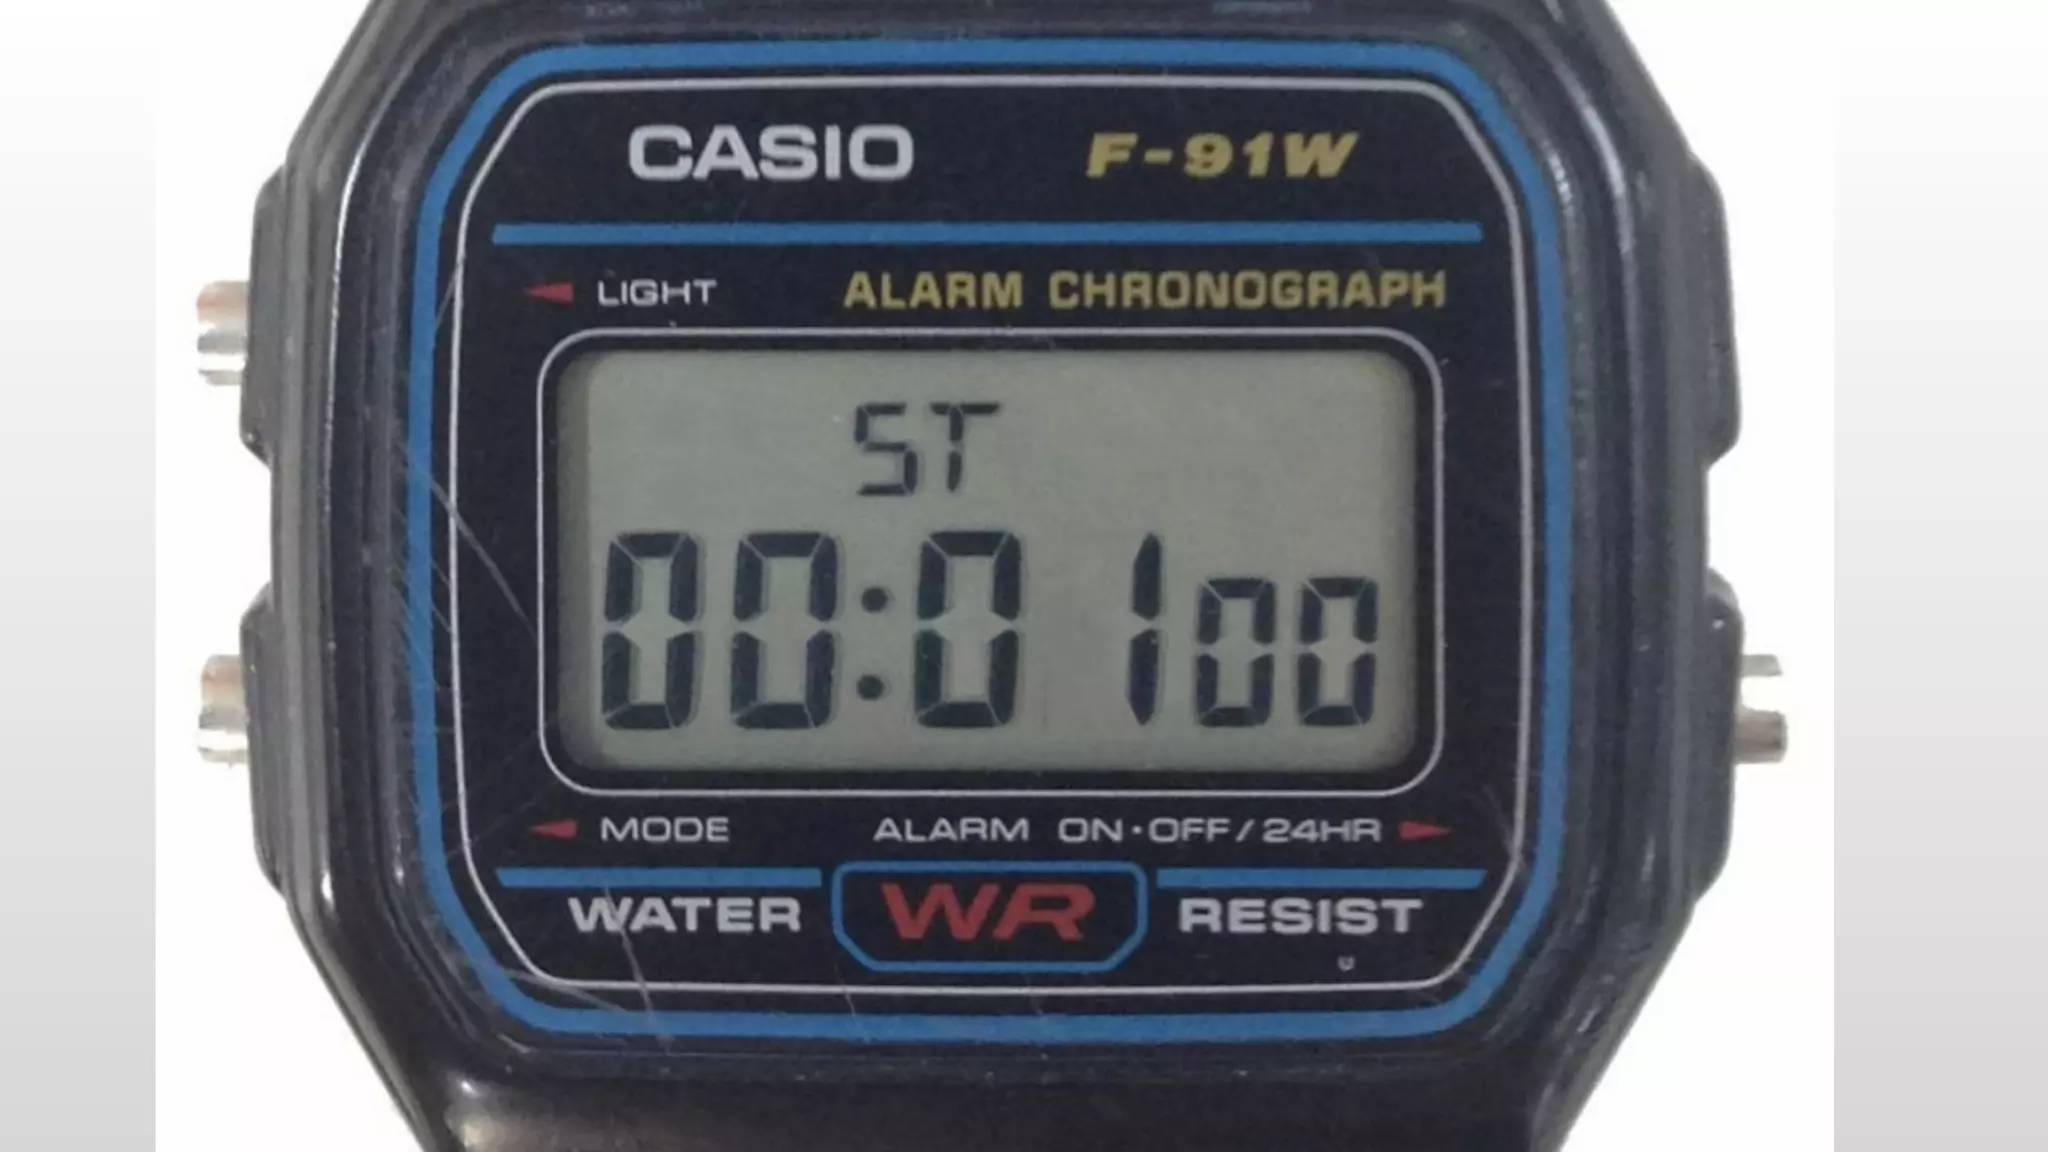 CASIO F-91W
LIGHT ALARM CHRONOGRAPH
ST
00:01 00
MODE ALARM ON·OFF/24HR
WATER WR RESIST
U